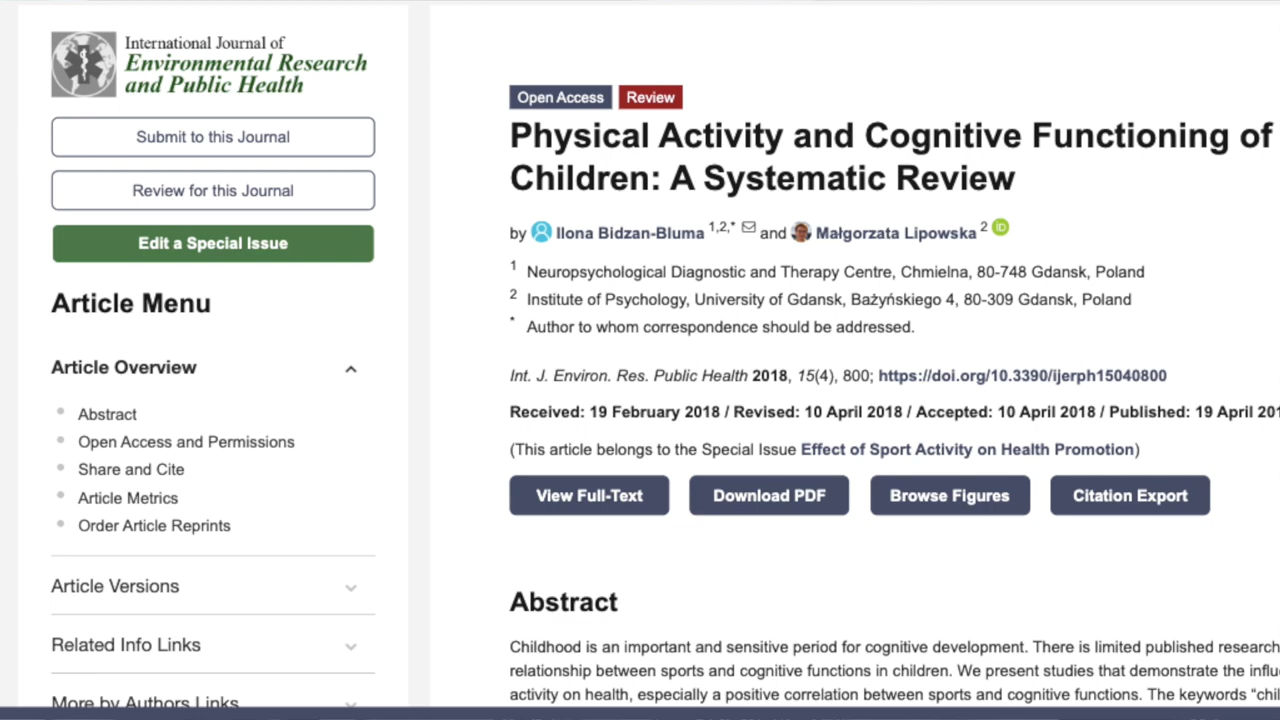 International Journal of
Environmental Research
and Public Health
Submit to this Journal
Review for this Journal
Edit a Special Issue
Article Menu
Article Overview
Abstract
Open Access and Permissions
Share and Cite
Article Metrics
Order Article Reprints
Article Versions
Related Info Links
More by Authors Links
Open Access Review
Physical Activity and Cognitive Functioning of
Children: A Systematic Review
by Ilona Bidzan-Bluma 1,2,* and Małgorzata Lipowska 2 iD
1 Neuropsychological Diagnostic and Therapy Centre, Chmielna, 80-748 Gdansk, Poland
2 Institute of Psychology, University of Gdansk, Bażyńskiego 4, 80-309 Gdansk, Poland
* Author to whom correspondence should be addressed.
Int. J. Environ. Res. Public Health 2018, 15(4), 800; https://doi.org/10.3390/ijerph15040800
Received: 19 February 2018 / Revised: 10 April 2018 / Accepted: 10 April 2018 / Published: 19 April 201
(This article belongs to the Special Issue Effect of Sport Activity on Health Promotion)
View Full-Text Download PDF Browse Figures Citation Export
Abstract
Childhood is an important and sensitive period for cognitive development. There is limited published research
relationship between sports and cognitive functions in children. We present studies that demonstrate the influ
activity on health, especially a positive correlation between sports and cognitive functions. The keywords “chil